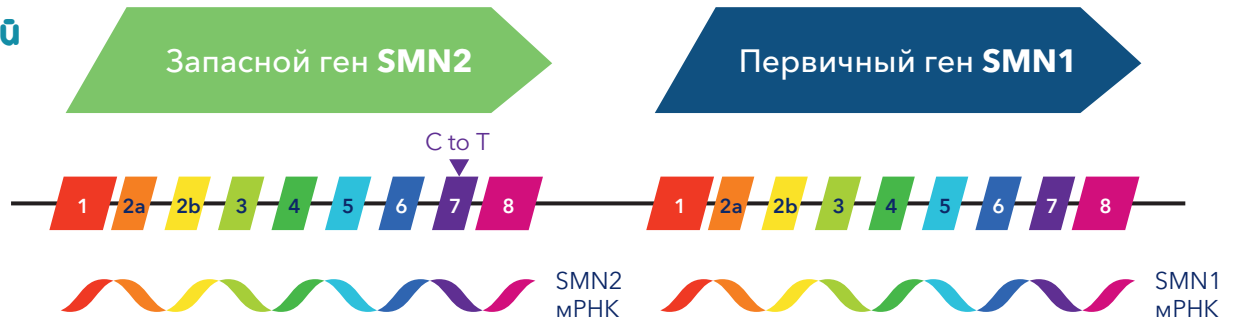 й
Запасной ген SMN2
Первичный ген SMN1
C to T
1 2a 2b 3 4 5 6 7 8
1 2a 2b 3 4 5 6 7 8
SMN2
мРНК
SMN1
мРНК